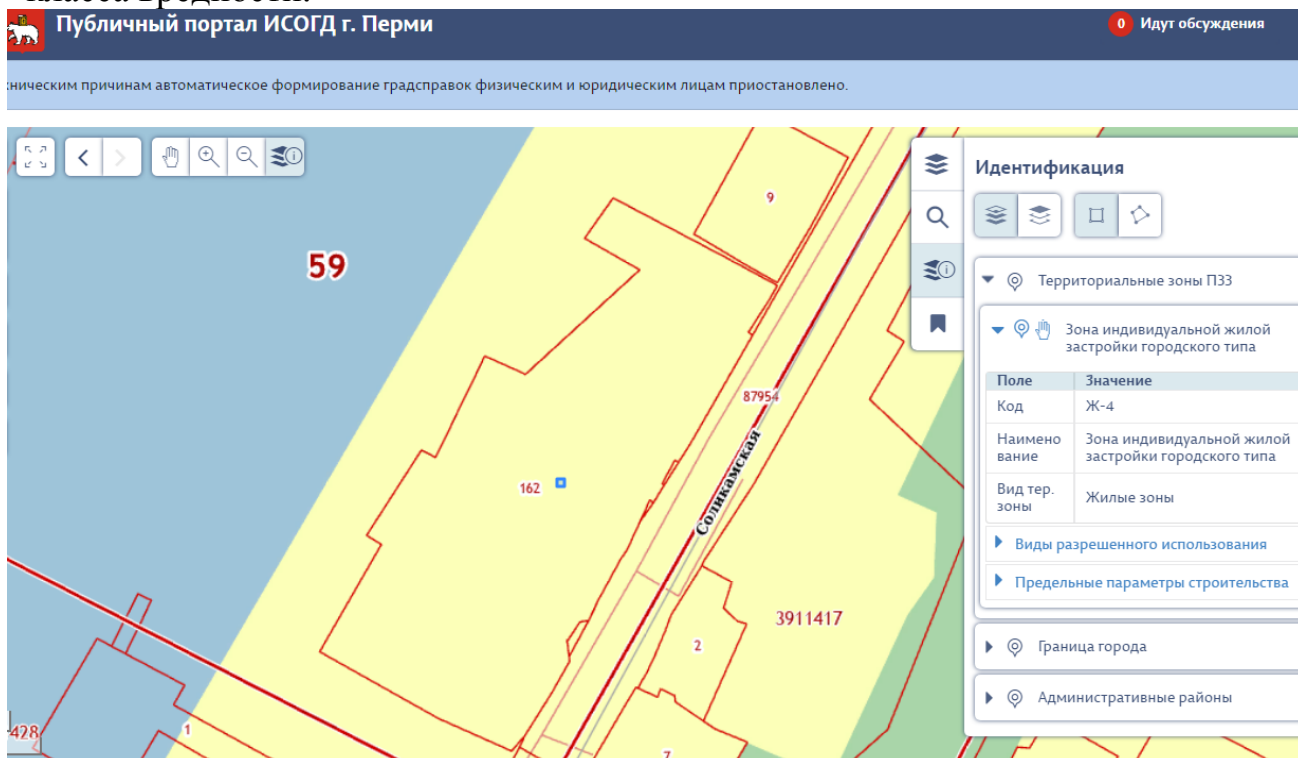 класса вредности.
Публичный портал ИСОГД г. Перми
0 Идут обсуждения
хническим причинам автоматическое формирование градсправок физическим и юридическим лицам приостановлено.
Идентификация
9
59
Территориальные зоны ПЗЗ
Зона индивидуальной жилой
застройки городского типа
Поле Значение
87954
Код Ж-4
Наимено
вание
Зона индивидуальной жилой
застройки городского типа
Соликамская
162
Вид тер.
зоны
Жилые зоны
Виды разрешенного использования
Предельные параметры строительства
3911417
2
Граница города
Административные районы
428
1
7